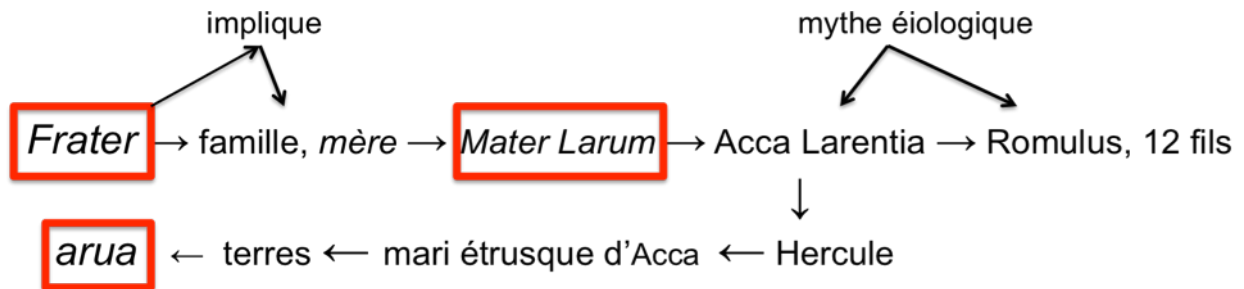 implique mythe éiologique
Frater → famille, mère → Mater Larum → Acca Larentia → Romulus, 12 fils
↓
arua ← terres ← mari étrusque d’Acca ← Hercule